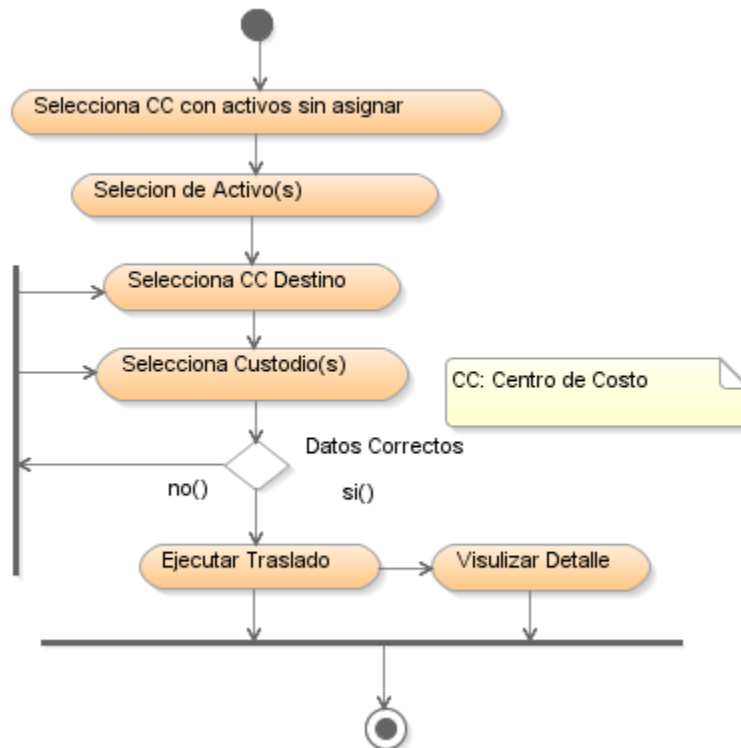 Selecciona CC con activos sin asignar
Selecion de Activo(s)
Selecciona CC Destino
Selecciona Custodio(s)
CC: Centro de Costo
Datos Correctos
no()
si()
Ejecutar Traslado
Visulizar Detalle